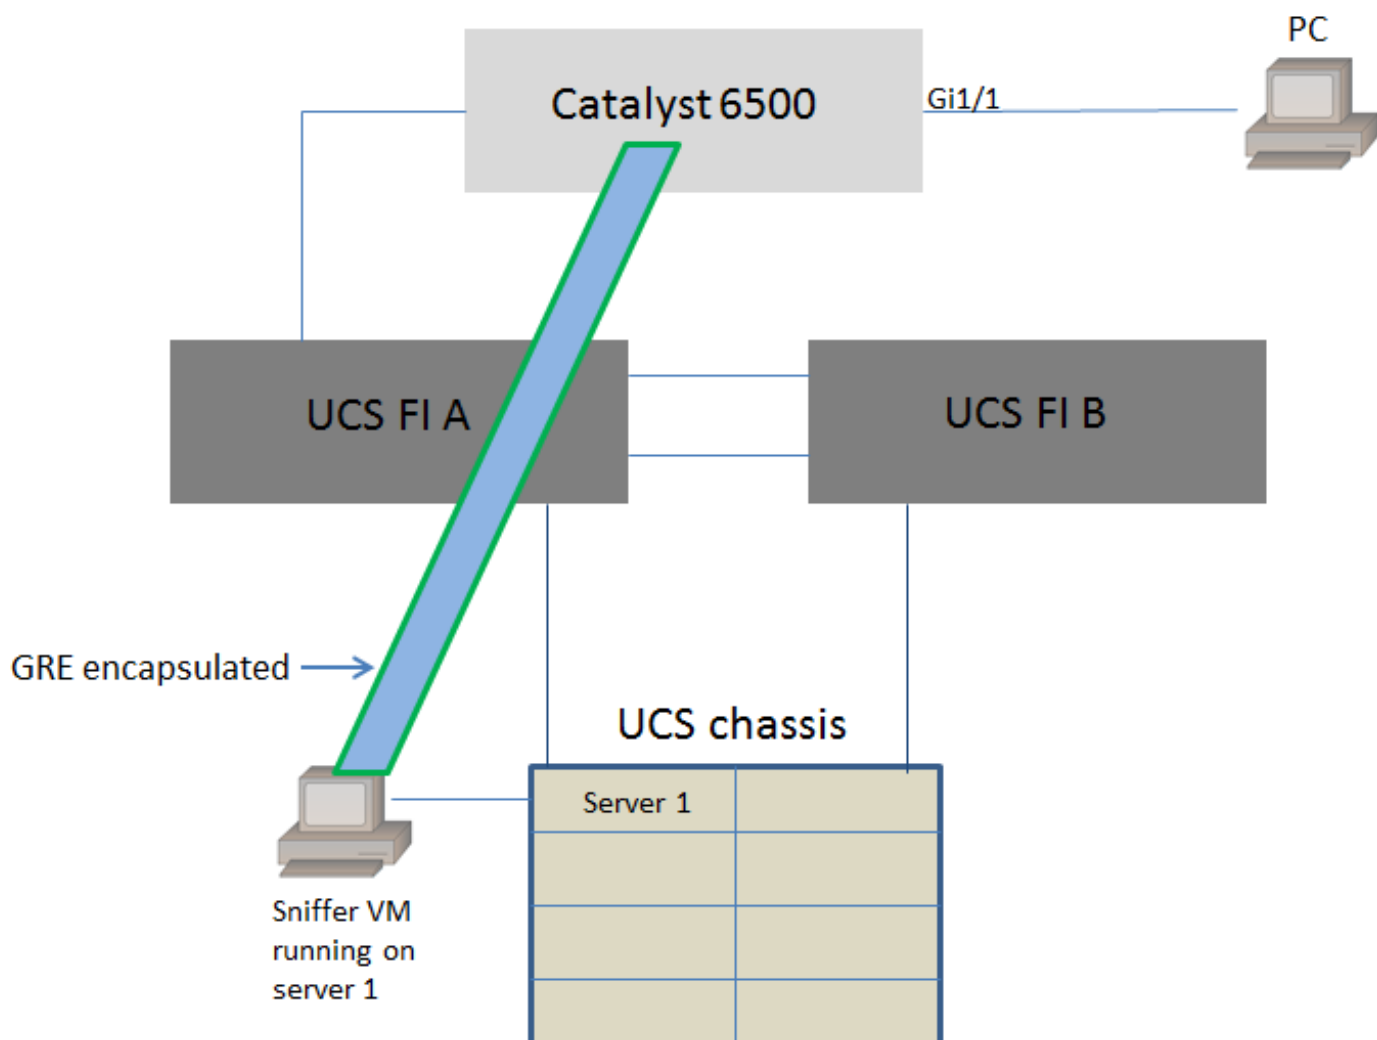 PC
Catalyst 6500
Gi1/1
UCS FI A
UCS FI B
GRE encapsulated
UCS chassis
Server 1
Sniffer VM
running on
server 1